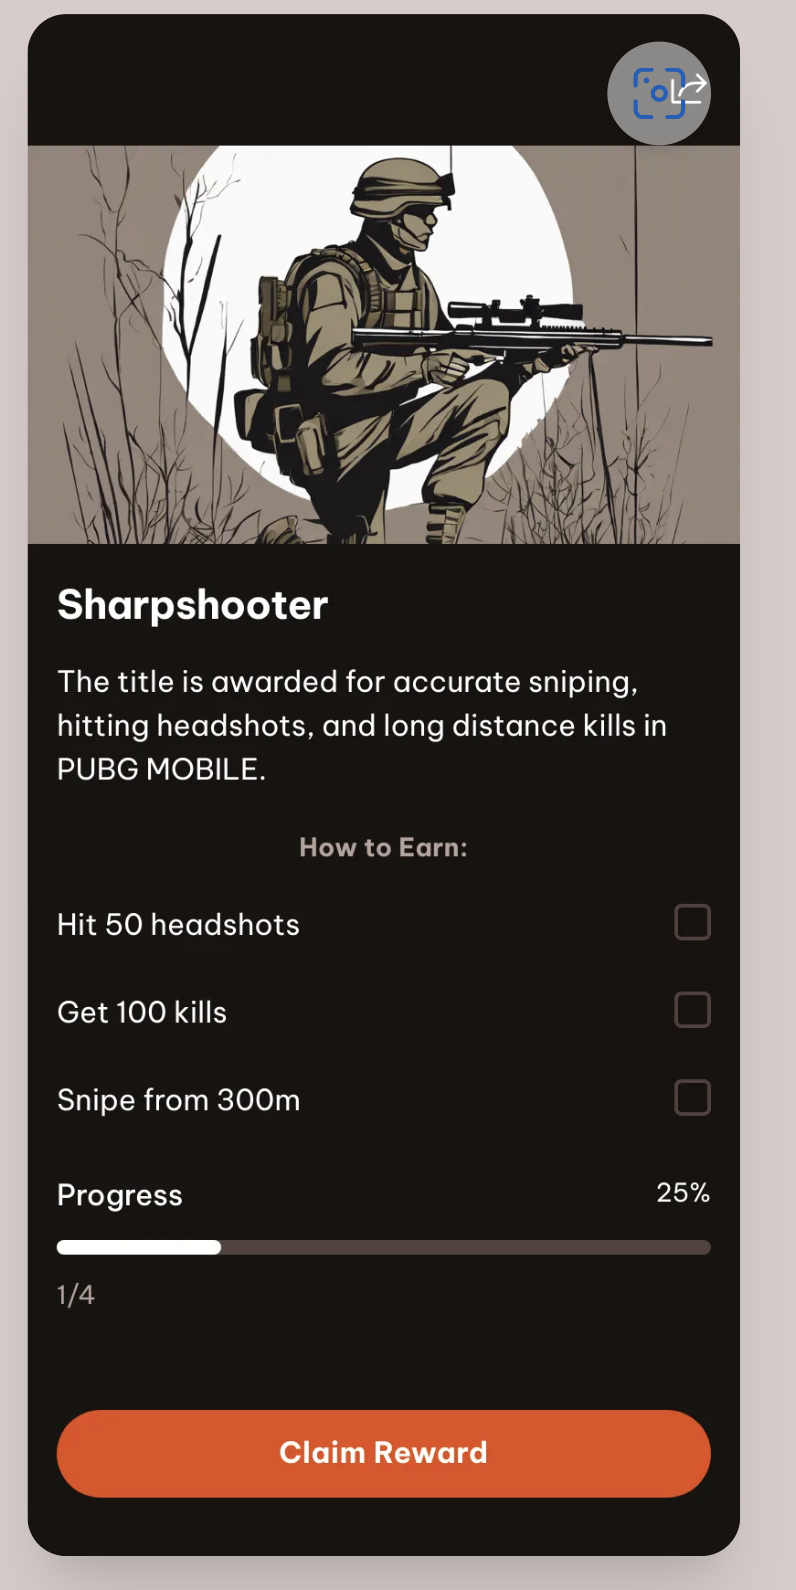 Sharpshooter
The title is awarded for accurate sniping,
hitting headshots, and long distance kills in
PUBG MOBILE.
How to Earn:
Hit 50 headshots
Get 100 kills
Snipe from 300m
Progress 25%
1/4
Claim Reward